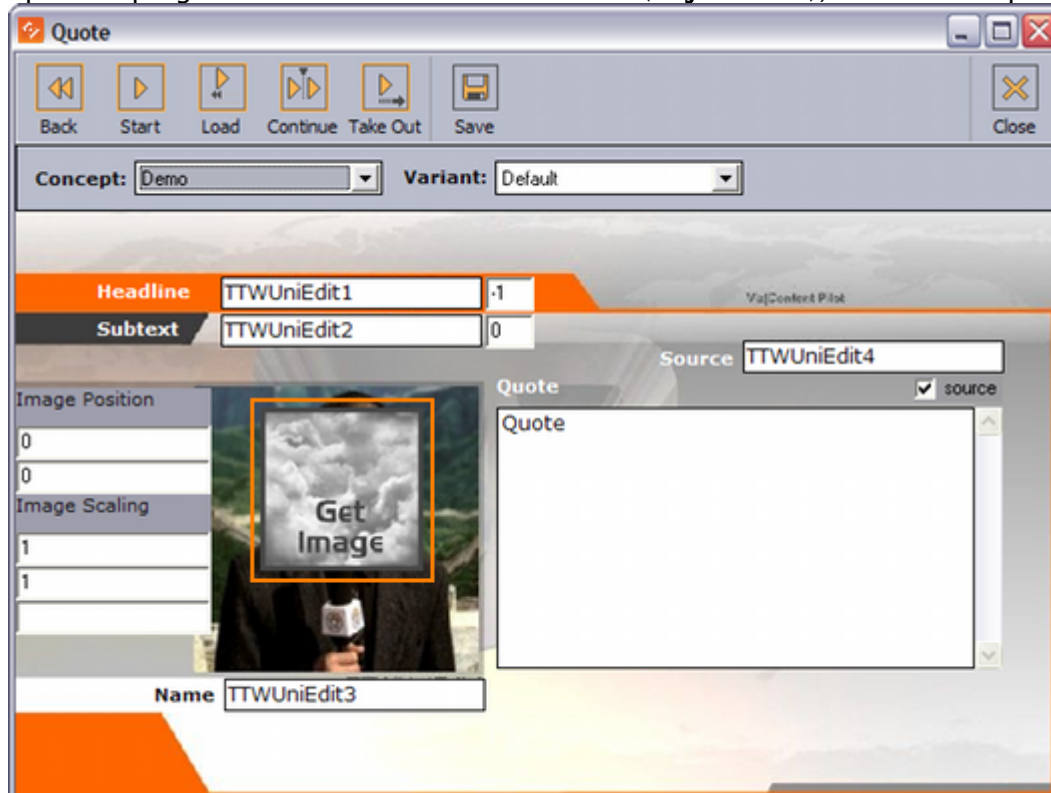 Quote
Back Start Load Continue Take Out Save Close
Concept: Demo Variant: Default
Headline TTWUniEdit1 -1
Subtext TTWUniEdit2 0
Source TTWUniEdit4
Quote source
Image Position
Quote
0
0
Image Scaling
Get
Image
1
1
Name TTWUniEdit3